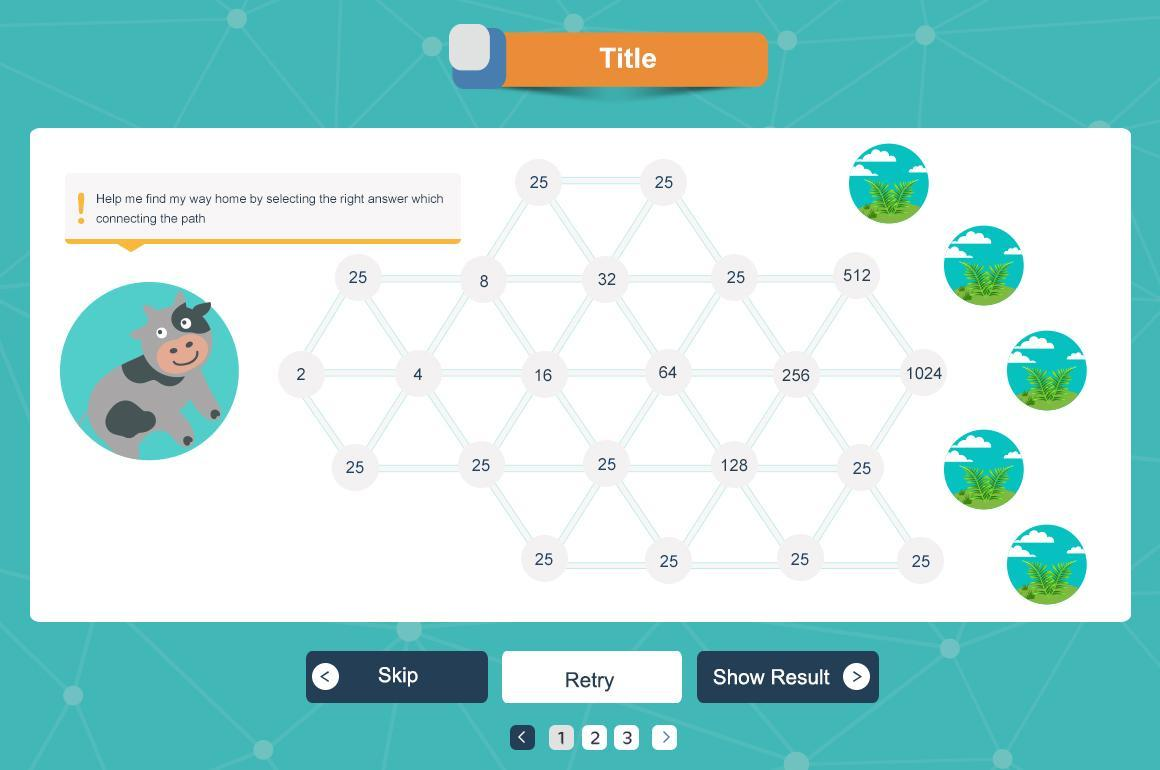 Title
Help me find my way home by selecting the right answer which
connecting the path
25 25
25 8 32 25 512
2 4 16 64 256 1024
25 25 25 128 25
25 25 25 25
< Skip
Retry
Show Result >
< 1 2 3 >